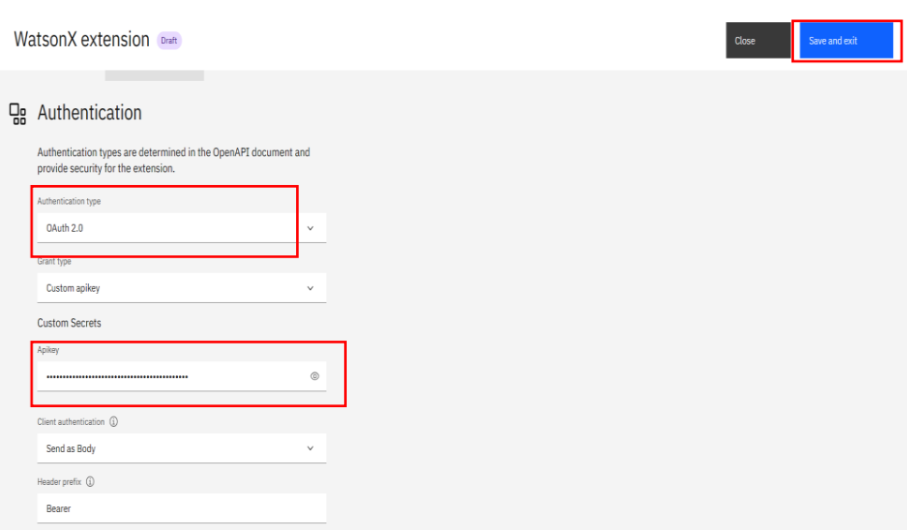 WatsonX extension Draft
Close
Save and exit
Authentication
Authentication types are determined in the OpenAPI document and
provide security for the extension.
Authentication type
OAuth 2.0
Grant type
Custom apikey
Custom Secrets
Apikey
Client authentication
Send as Body
Header prefix
Bearer